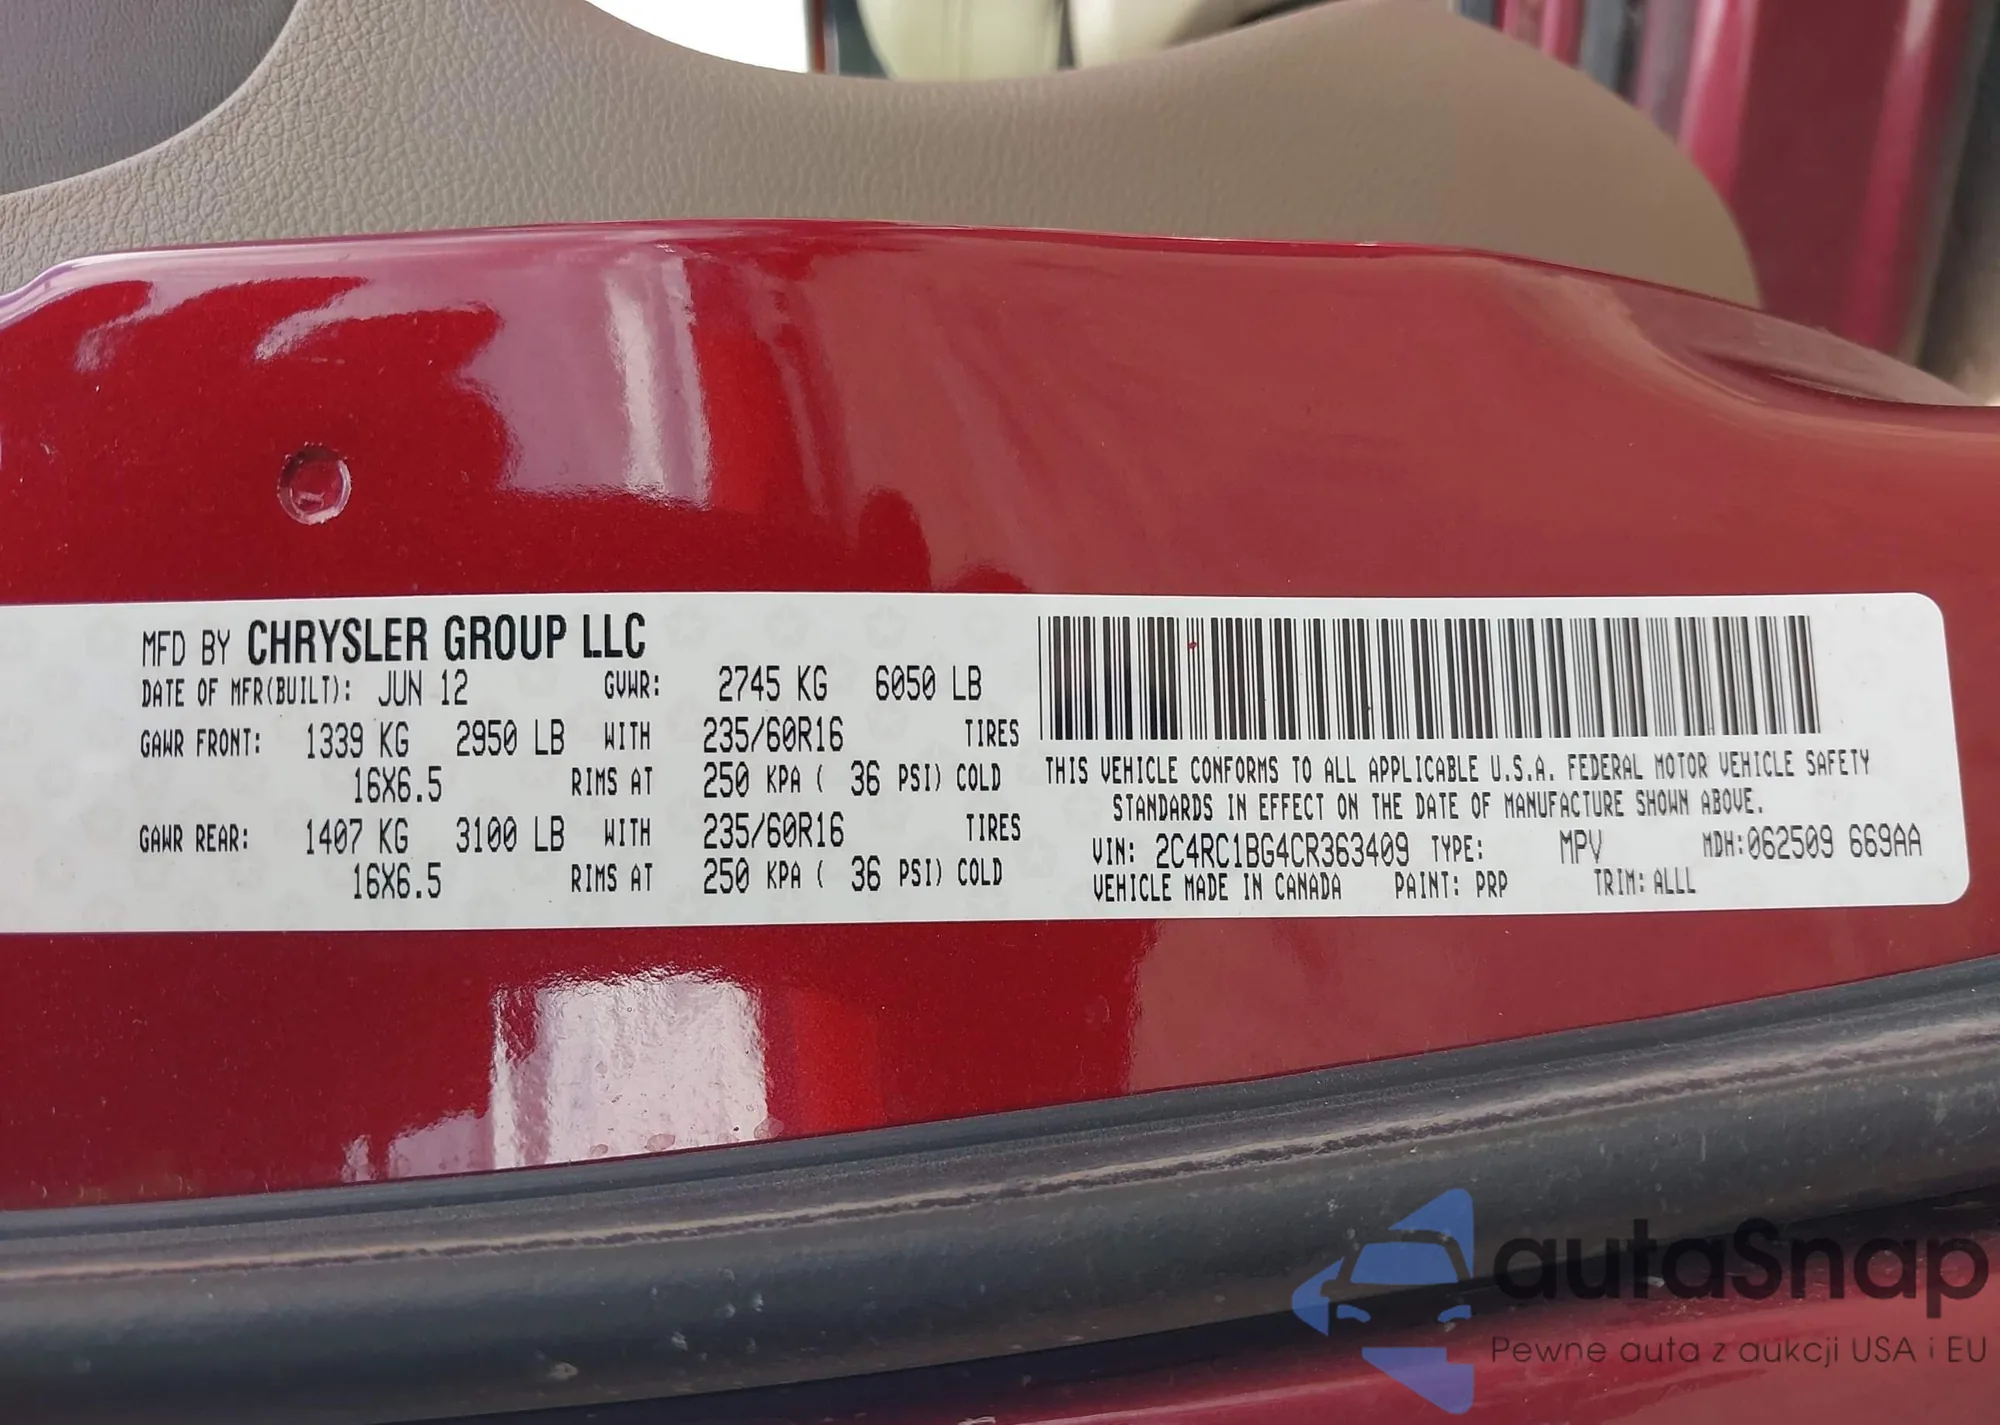 MFD BY CHRYSLER GROUP LLC
DATE OF MFR(BUILT): JUN 12 GVWR: 2745 KG 6050 LB
GAWR FRONT: 1339 KG 2950 LB WITH 235/60R16 TIRES
16X6.5 RIMS AT 250 KPA ( 36 PSI) COLD
GAWR REAR: 1407 KG 3100 LB WITH 235/60R16 TIRES
16X6.5 RIMS AT 250 KPA ( 36 PSI) COLD
THIS VEHICLE CONFORMS TO ALL APPLICABLE U.S.A. FEDERAL MOTOR VEHICLE SAFETY
STANDARDS IN EFFECT ON THE DATE OF MANUFACTURE SHOWN ABOVE.
VIN: 2C4RC1BG4CR363409 TYPE: MPV MDH:062509 669AA
VEHICLE MADE IN CANADA PAINT: PRP TRIM: ALLL
autaSnap
Pewne auta z aukcji USA i EU